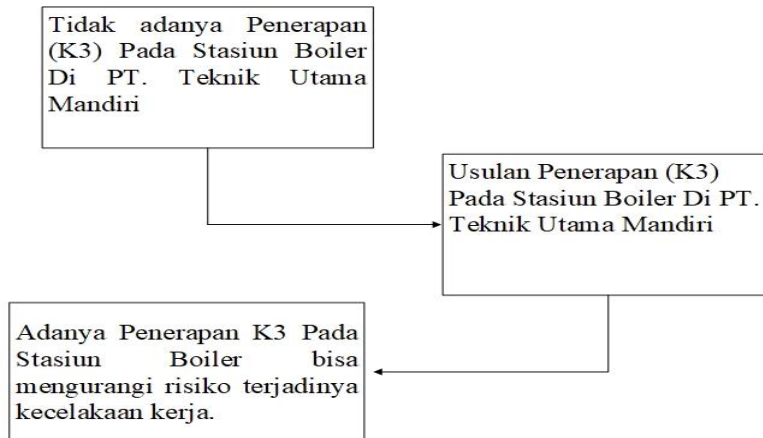 Tidak adanya Penerapan
(K3) Pada Stasiun Boiler
Di PT. Teknik Utama
Mandiri
Usulan Penerapan (K3)
Pada Stasiun Boiler Di PT.
Teknik Utama Mandiri
Adanya Penerapan K3 Pada
Stasiun Boiler bisa
mengurangi risiko terjadinya
kecelakaan kerja.